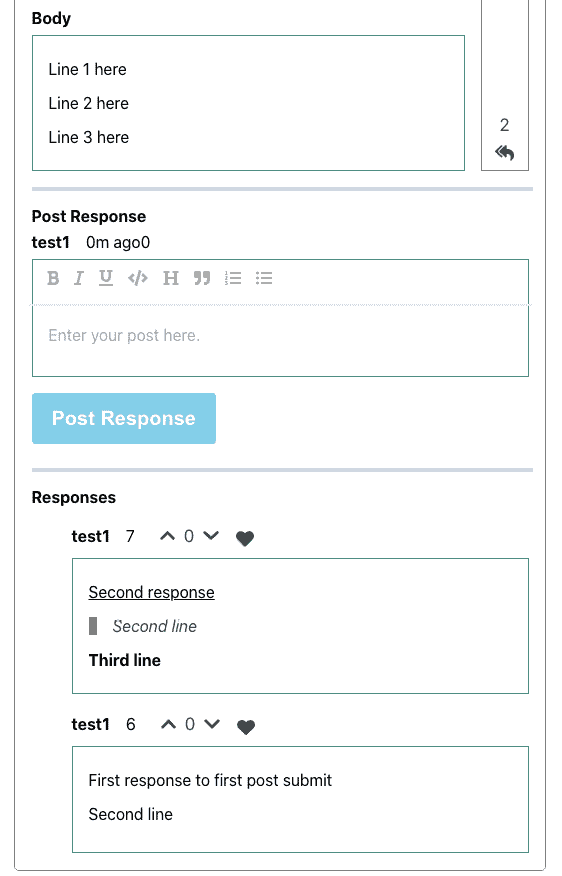 Body
Line 1 here
Line 2 here
Line 3 here
2
Post Response
test1 0m ago0
B I U </> H
Enter your post here.
Post Response
Responses
test1 7 0
Second response
Second line
Third line
test1 6 0
First response to first post submit
Second line